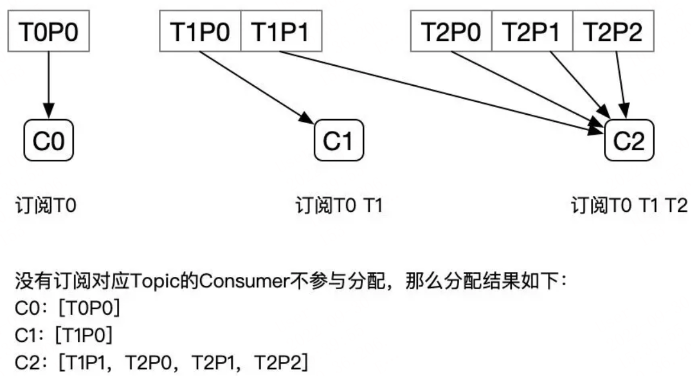 T0P0 T1P0 T1P1 T2P0 T2P1 T2P2
C0 C1 C2
订阅T0 订阅T0 T1 订阅T0 T1 T2
没有订阅对应Topic的Consumer不参与分配，那么分配结果如下：
C0：[T0P0]
C1：[T1P0]
C2：[T1P1，T2P0，T2P1，T2P2]